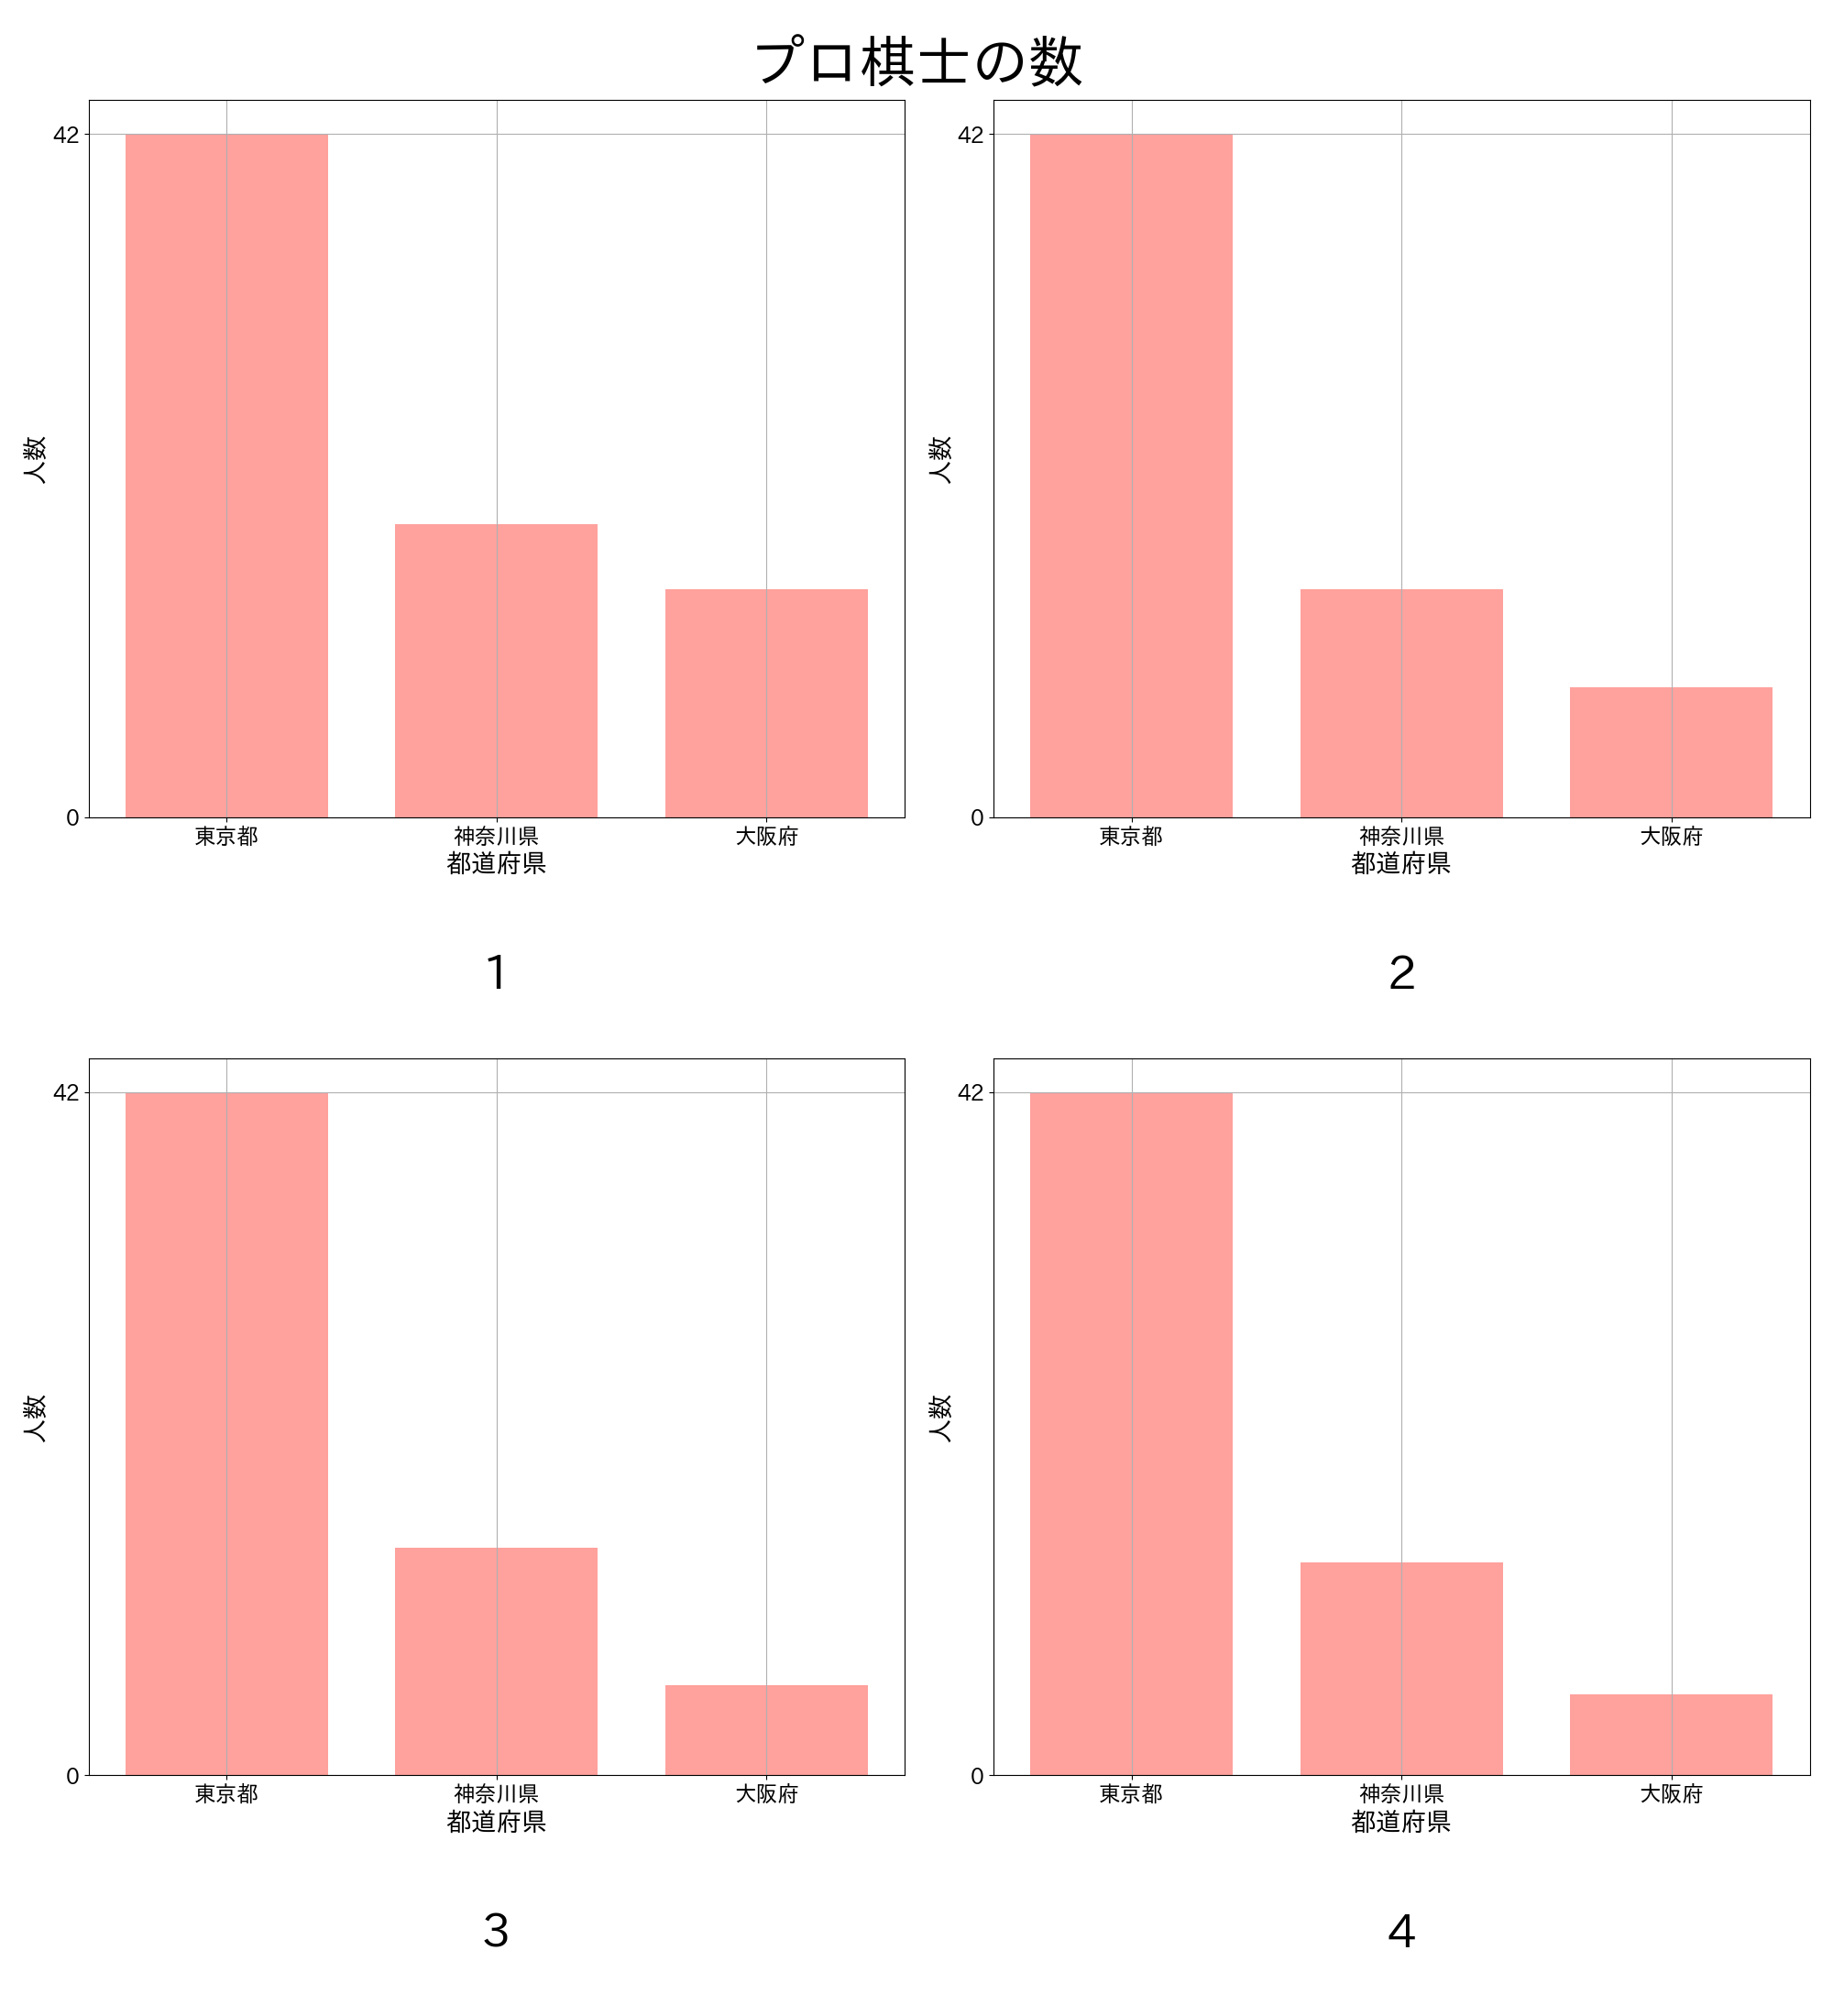 プロ棋士の数
42
人数
0
東京都 神奈川県 大阪府
都道府県
1
42
人数
0
東京都 神奈川県 大阪府
都道府県
2
42
人数
0
東京都 神奈川県 大阪府
都道府県
3
42
人数
0
東京都 神奈川県 大阪府
都道府県
4